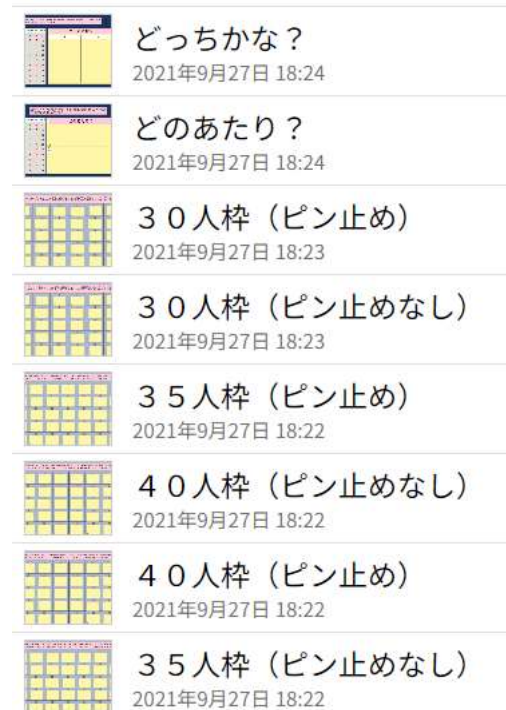 どっちかな？
2021年9月27日 18:24
どのあたり？
2021年9月27日 18:24
３０人枠（ピン止め）
2021年9月27日 18:23
３０人枠（ピン止めなし）
2021年9月27日 18:23
３５人枠（ピン止め）
2021年9月27日 18:22
４０人枠（ピン止めなし）
2021年9月27日 18:22
４０人枠（ピン止め）
2021年9月27日 18:22
３５人枠（ピン止めなし）
2021年9月27日 18:22